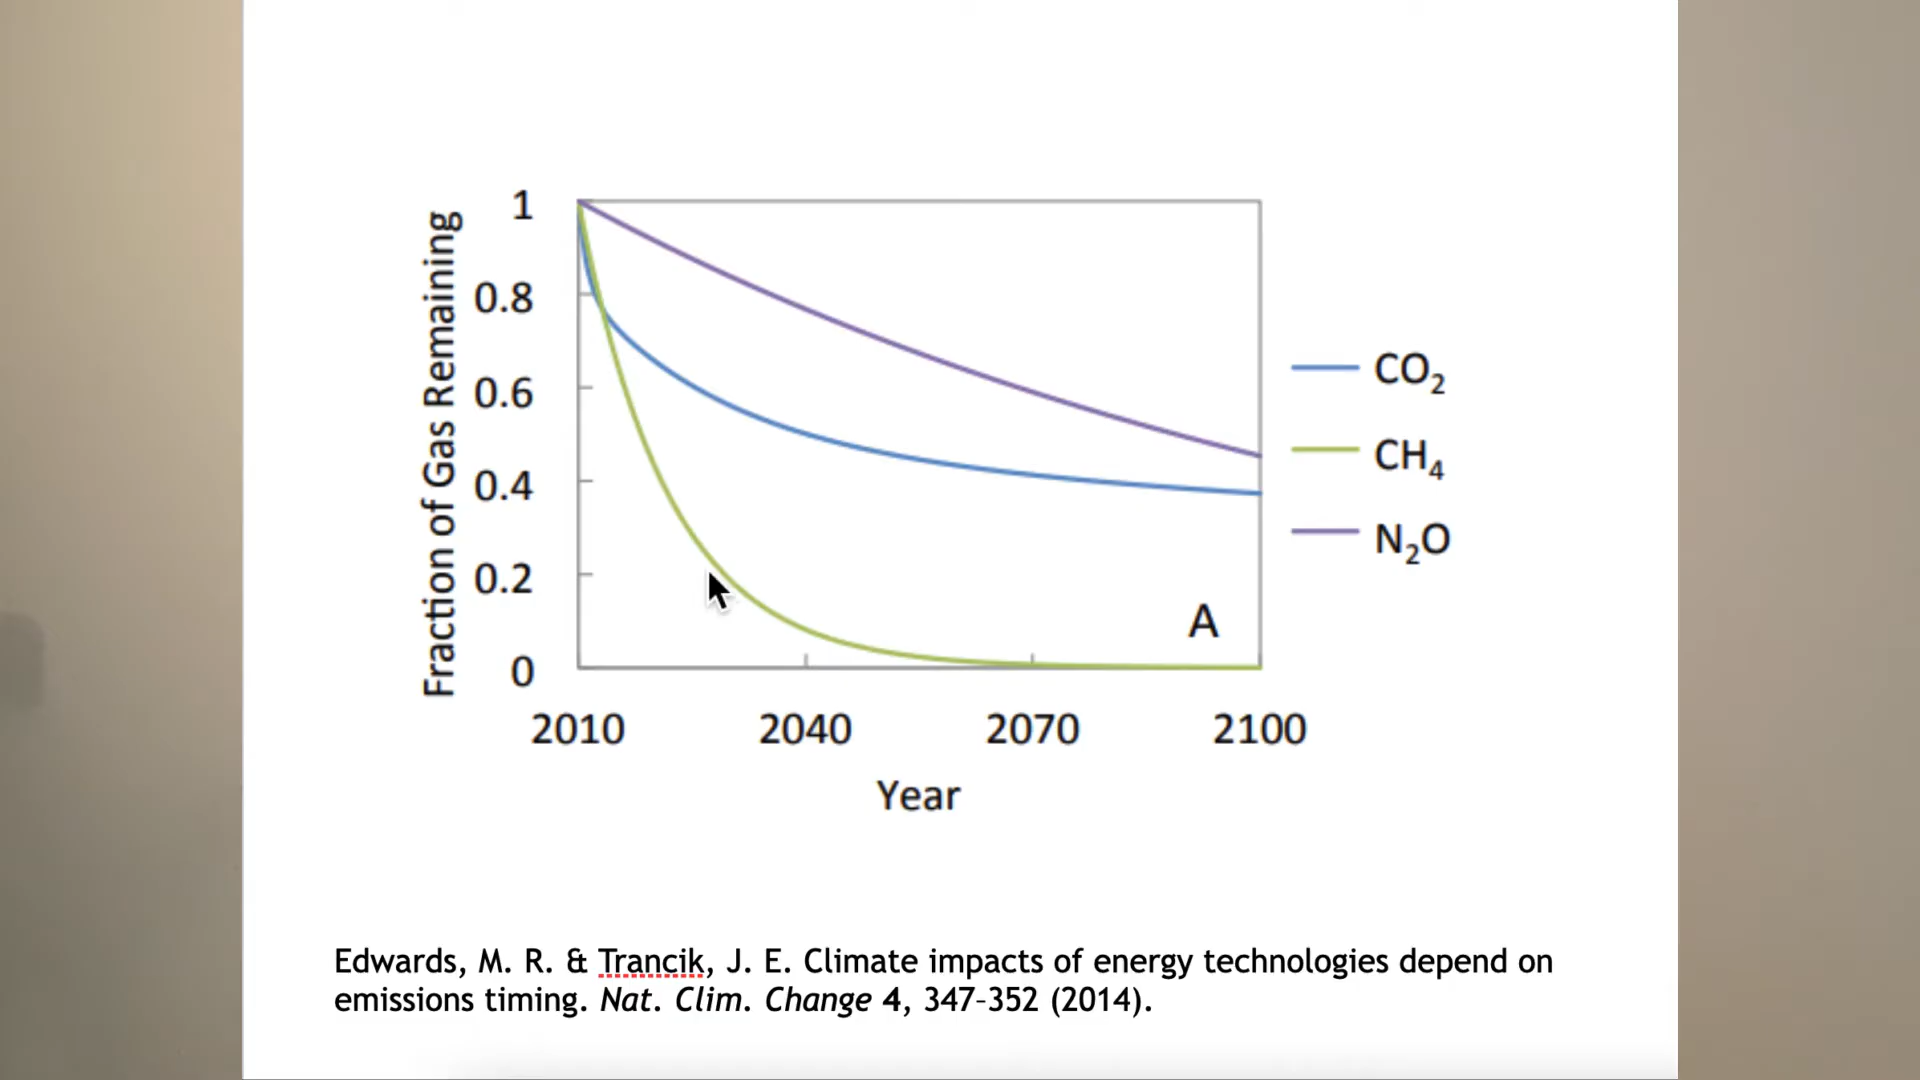 Fraction of Gas Remaining
1
0.8
0.6
0.4
0.2
0
2010 2040 2070 2100
Year
A
CO₂
CH₄
N₂O
Edwards, M. R. & Trancik, J. E. Climate impacts of energy technologies depend on
emissions timing. Nat. Clim. Change 4, 347–352 (2014).